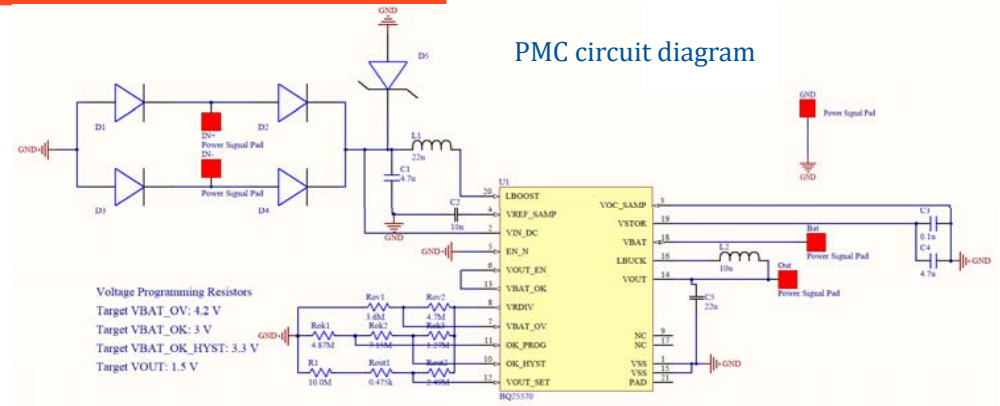 PMC circuit diagram
GND
D5
D1
D2
IN+
Power Signal Pad
IN-
Power Signal Pad
GND
D3
D4
L1
22u
C1
4.7u
C2
10u
GND
GND
Power Signal Pad
GND
U1
20 LBOOST
4 VREF_SAMP
2 VIN_DC
5 EN_N
6 VOUT_EN
13 VBAT_OK
8 VRDIV
7 VBAT_OV
11 OK_PROG
10 OK_HYST
12 VOUT_SET
BQ25570
VOC_SAMP 3
VSTOR 19
VBAT 18
LBUCK 16
VOUT 14
NC 9
NC 17
VSS 1
VSS 15
PAD 21
GND
C3
0.1u
C4
4.7u
GND
Bat
Power Signal Pad
L2
10u
Out
Power Signal Pad
C5
22u
GND
Voltage Programming Resistors
Target VBAT_OV: 4.2 V
Target VBAT_OK: 3 V
Target VBAT_OK_HYST: 3.3 V
Target VOUT: 1.5 V
GND
Rov1
3.6M
Rov2
4.7M
Rok1
4.87M
Rok2
Rok3
R1
10.0M
Rout1
0.475k
Rout2